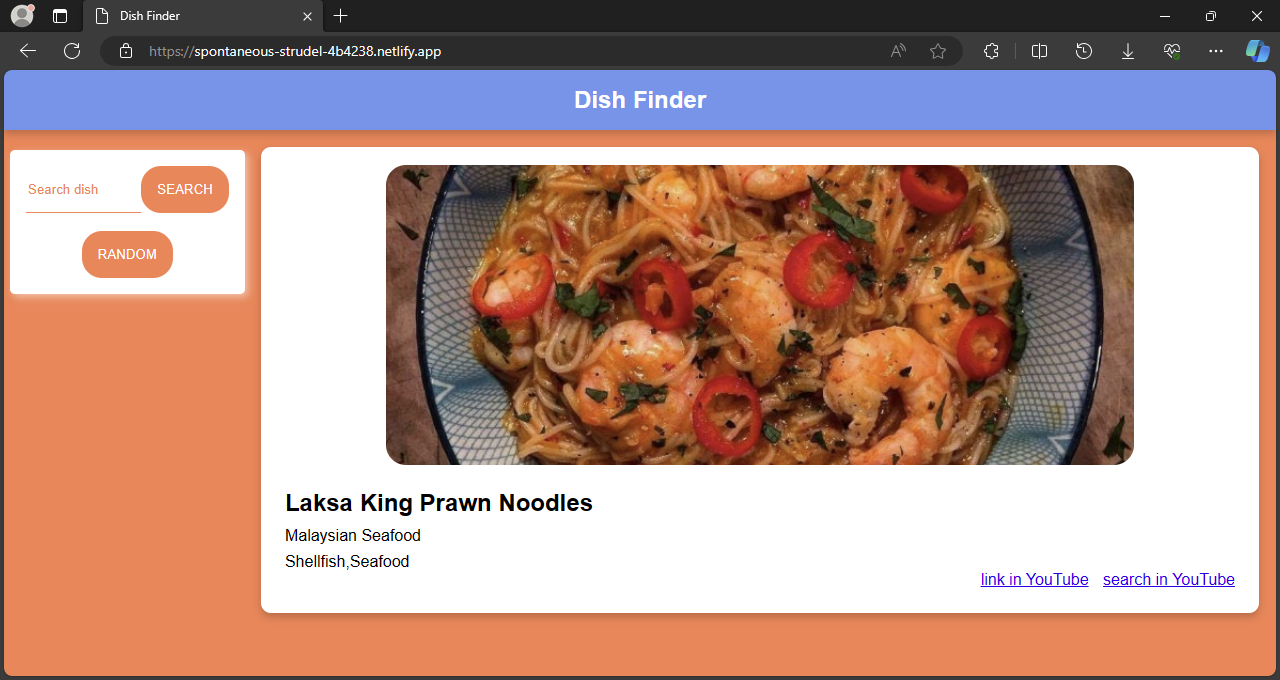 Dish Finder
https://spontaneous-strudel-4b4238.netlify.app
Dish Finder
Search dish
SEARCH
RANDOM
Laksa King Prawn Noodles
Malaysian Seafood
Shellfish,Seafood
link in YouTube search in YouTube